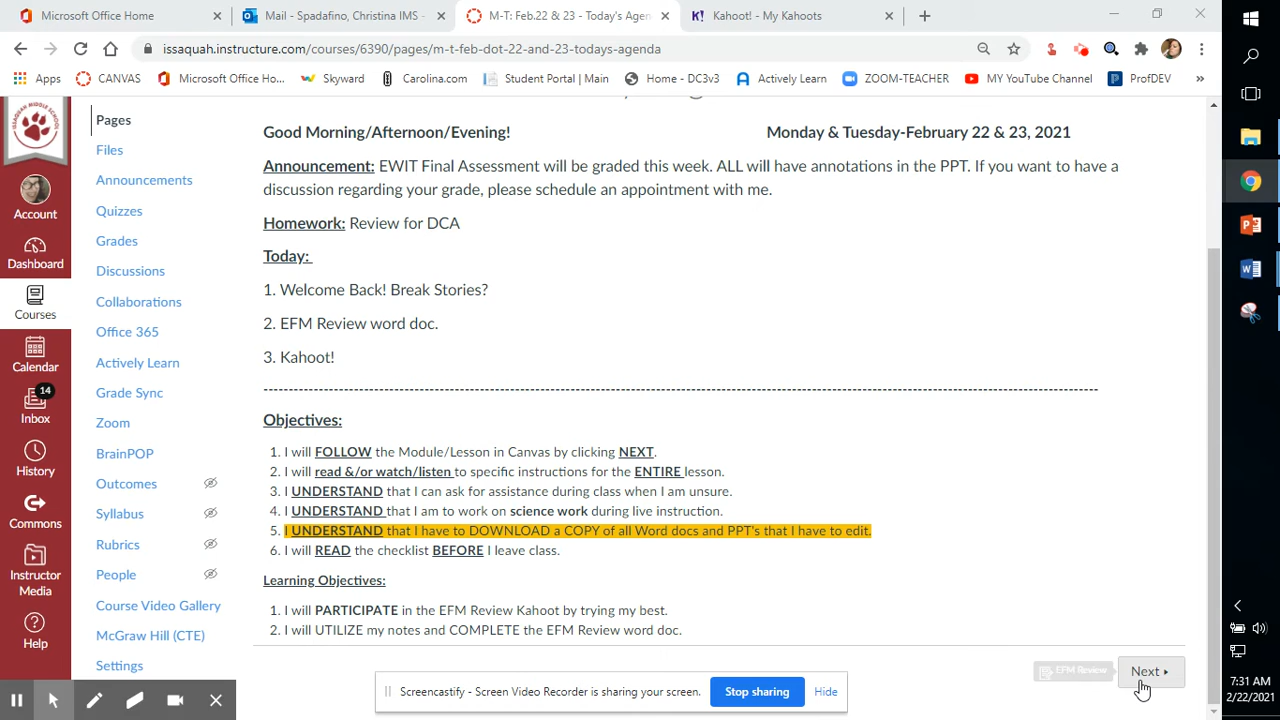 Microsoft Office Home
Mail - Spadafino, Christina IMS -
M-T: Feb.22 & 23 - Today's Agen
Kahoot! - My Kahoots
issaquah.instructure.com/courses/6390/pages/m-t-feb-dot-22-and-23-todays-agenda
Apps
CANVAS
Microsoft Office Ho...
Skyward
Carolina.com
Student Portal | Main
Home - DC3v3
Actively Learn
ZOOM-TEACHER
MY YouTube Channel
ProfDEV
»
Account
Dashboard
Courses
Calendar
14
Inbox
History
Commons
Instructor
Media
Help
Pages
Files
Announcements
Quizzes
Grades
Discussions
Collaborations
Office 365
Actively Learn
Grade Sync
Zoom
BrainPOP
Outcomes
Syllabus
Rubrics
People
Course Video Gallery
McGraw Hill (CTE)
Settings
Good Morning/Afternoon/Evening! Monday & Tuesday-February 22 & 23, 2021
Announcement: EWIT Final Assessment will be graded this week. ALL will have annotations in the PPT. If you want to have a
discussion regarding your grade, please schedule an appointment with me.
Homework: Review for DCA
Today:
1. Welcome Back! Break Stories?
2. EFM Review word doc.
3. Kahoot!
Objectives:
1. I will FOLLOW the Module/Lesson in Canvas by clicking NEXT.
2. I will read &/or watch/listen to specific instructions for the ENTIRE lesson.
3. I UNDERSTAND that I can ask for assistance during class when I am unsure.
4. I UNDERSTAND that I am to work on science work during live instruction.
5. I UNDERSTAND that I have to DOWNLOAD a COPY of all Word docs and PPT's that I have to edit.
6. I will READ the checklist BEFORE I leave class.
Learning Objectives:
1. I will PARTICIPATE in the EFM Review Kahoot by trying my best.
2. I will UTILIZE my notes and COMPLETE the EFM Review word doc.
EFM Review
Next ▸
Screencastify - Screen Video Recorder is sharing your screen.
Stop sharing
Hide
7:31 AM
2/22/2021